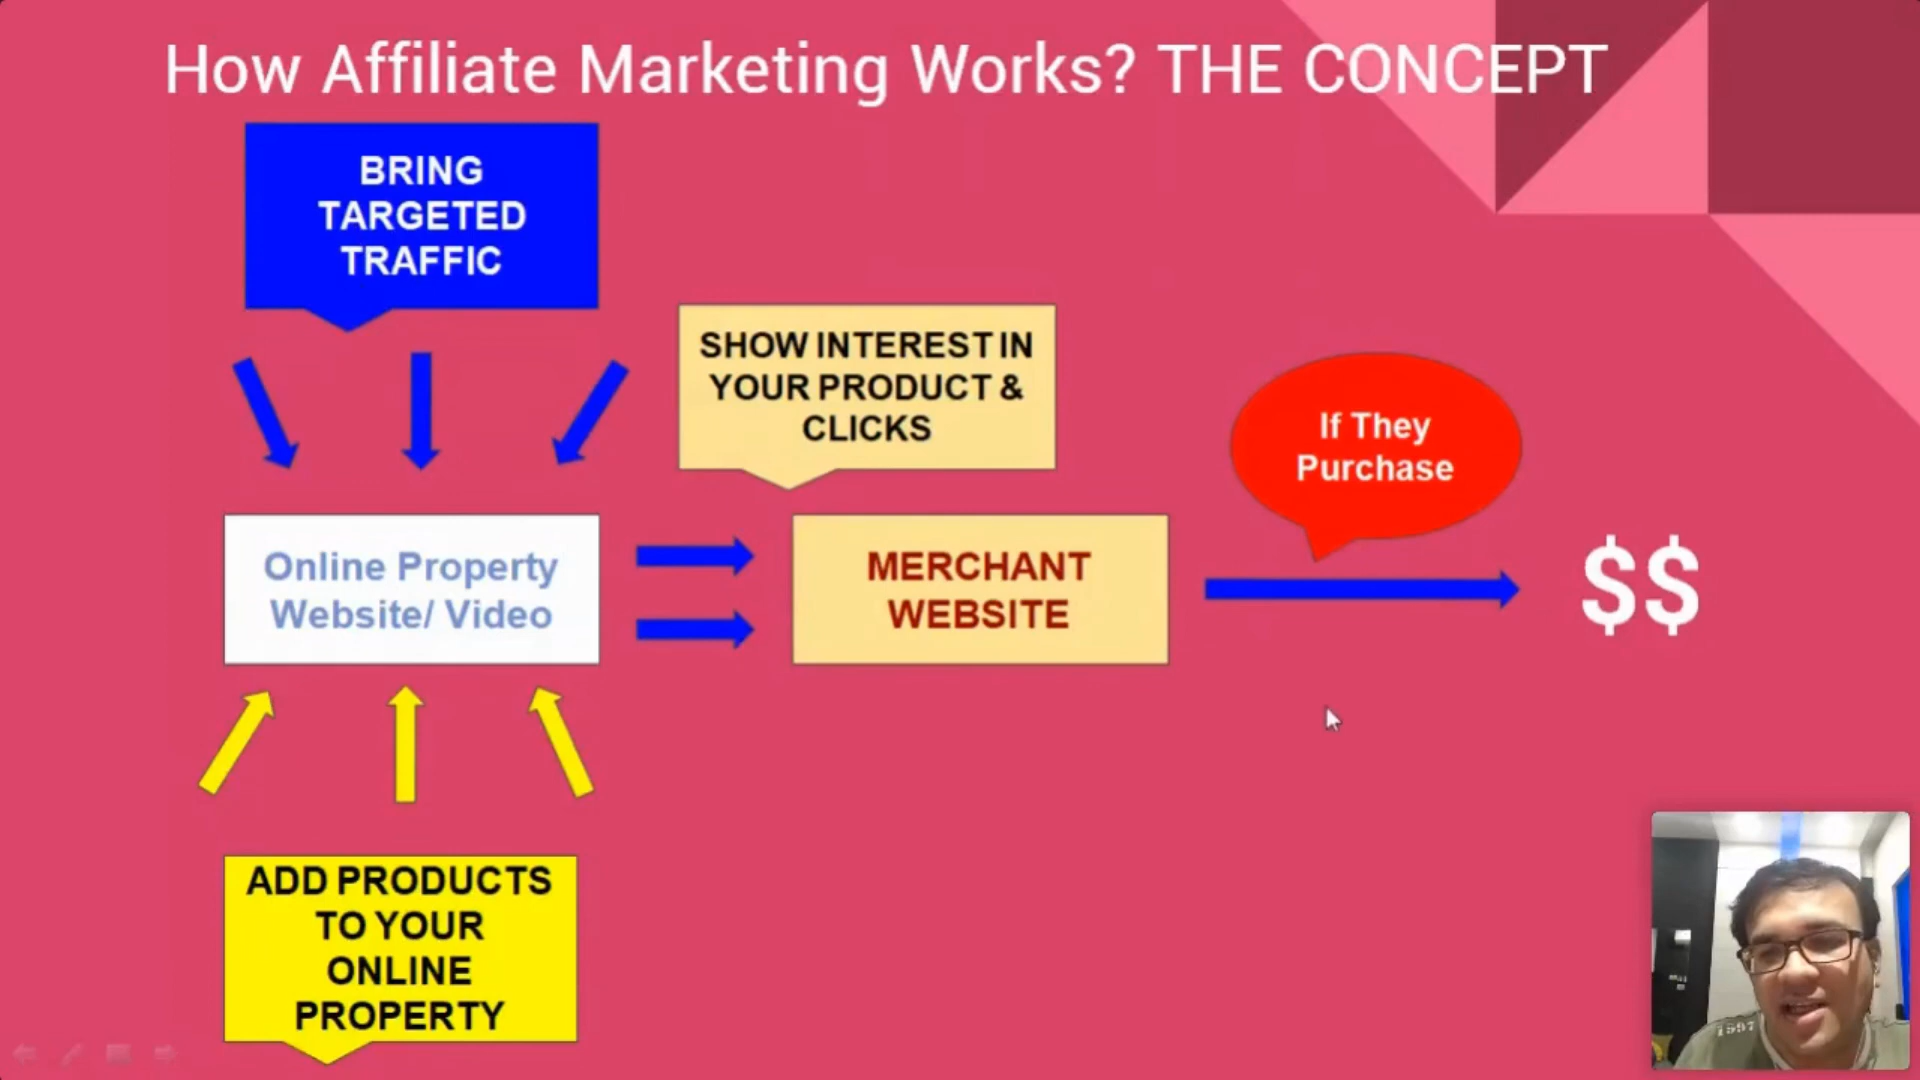 How Affiliate Marketing Works? THE CONCEPT
BRING
TARGETED
TRAFFIC
SHOW INTEREST IN
YOUR PRODUCT &
CLICKS
If They
Purchase
Online Property
Website/ Video
MERCHANT
WEBSITE
$$
ADD PRODUCTS
TO YOUR
ONLINE
PROPERTY
1597